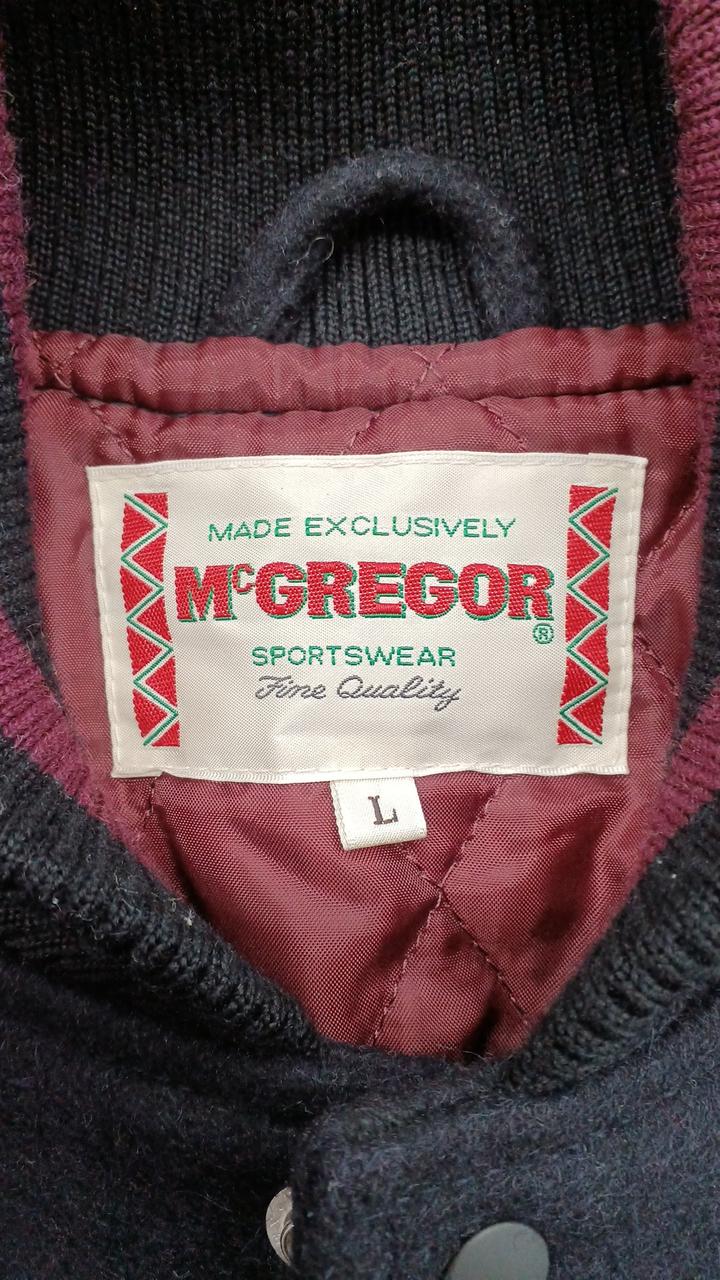 MADE EXCLUSIVELY
McGREGOR®
SPORTSWEAR
Fine Quality
L